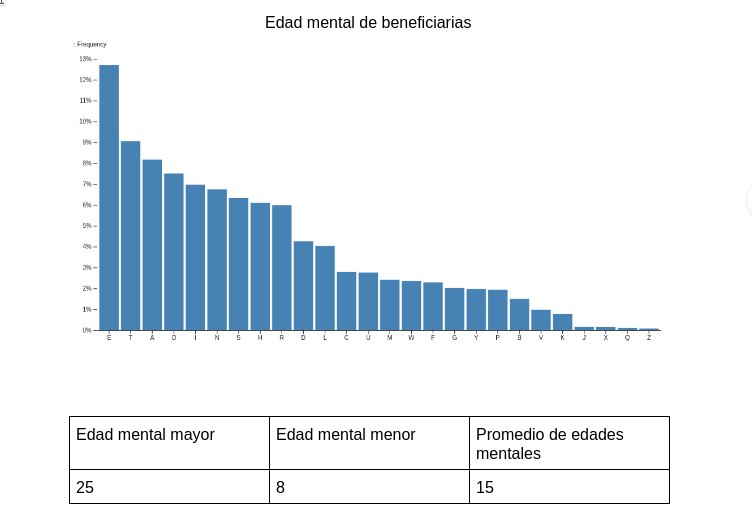 Edad mental de beneficiarias
↑ Frequency
13%
12%
11%
10%
9%
8%
7%
6%
5%
4%
3%
2%
1%
0%
E T A O I N S H R D L C U M W F G Y P B V K J X Q Z
Edad mental mayor
Edad mental menor
Promedio de edades
mentales
25
8
15